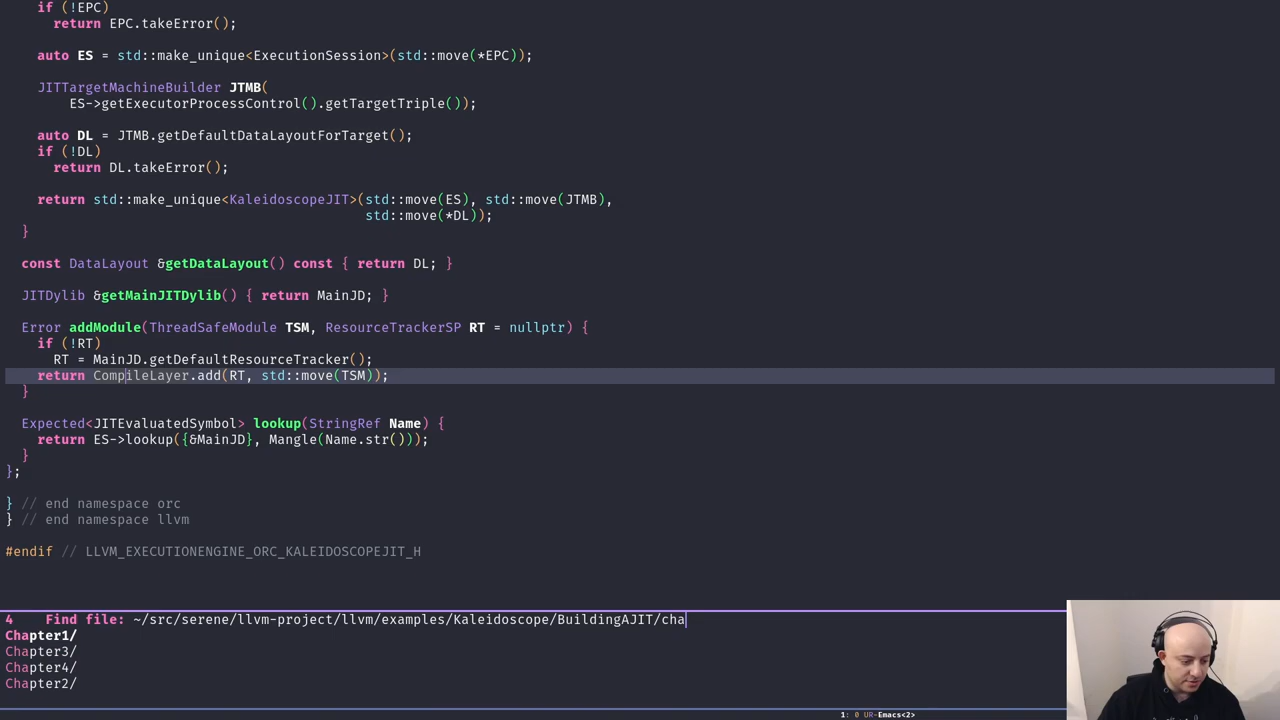 if (!EPC)
return EPC.takeError();
auto ES = std::make_unique<ExecutionSession>(std::move(*EPC));
JITTargetMachineBuilder JTMB(
ES->getExecutorProcessControl().getTargetTriple());
auto DL = JTMB.getDefaultDataLayoutForTarget();
if (!DL)
return DL.takeError();
return std::make_unique<KaleidoscopeJIT>(std::move(ES), std::move(JTMB),
std::move(*DL));
}
const DataLayout &getDataLayout() const { return DL; }
JITDylib &getMainJITDylib() { return MainJD; }
Error addModule(ThreadSafeModule TSM, ResourceTrackerSP RT = nullptr) {
if (!RT)
RT = MainJD.getDefaultResourceTracker();
return CompileLayer.add(RT, std::move(TSM));
}
Expected<JITEvaluatedSymbol> lookup(StringRef Name) {
return ES->lookup({&MainJD}, Mangle(Name.str()));
}
};
} // end namespace orc
} // end namespace llvm
#endif // LLVM_EXECUTIONENGINE_ORC_KALEIDOSCOPEJIT_H
4 Find file: ~/src/serene/llvm-project/llvm/examples/Kaleidoscope/BuildingAJIT/cha
Chapter1/
Chapter3/
Chapter4/
Chapter2/
1: 0 UR-Emacs<2>